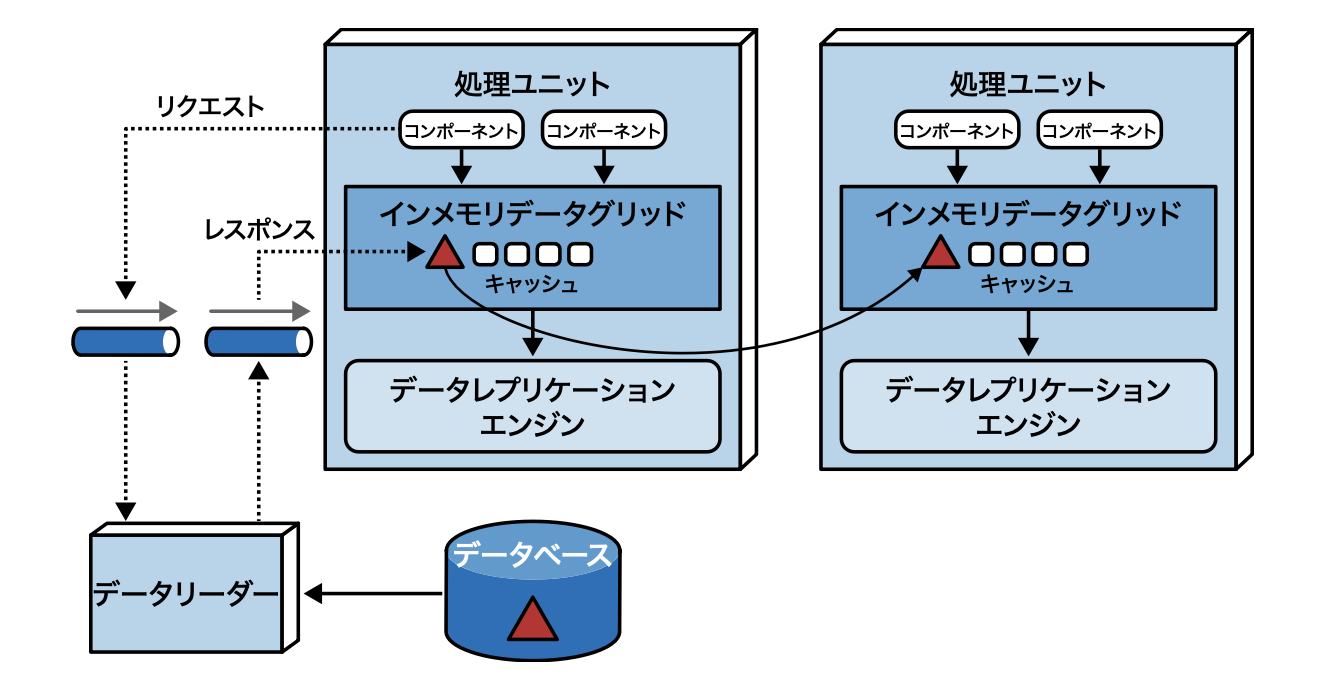 処理ユニット
処理ユニット
リクエスト
コンポーネント
コンポーネント
コンポーネント
コンポーネント
インメモリデータグリッド
インメモリデータグリッド
レスポンス
キャッシュ
キャッシュ
データレプリケーション
エンジン
データレプリケーション
エンジン
データベース
データリーダー